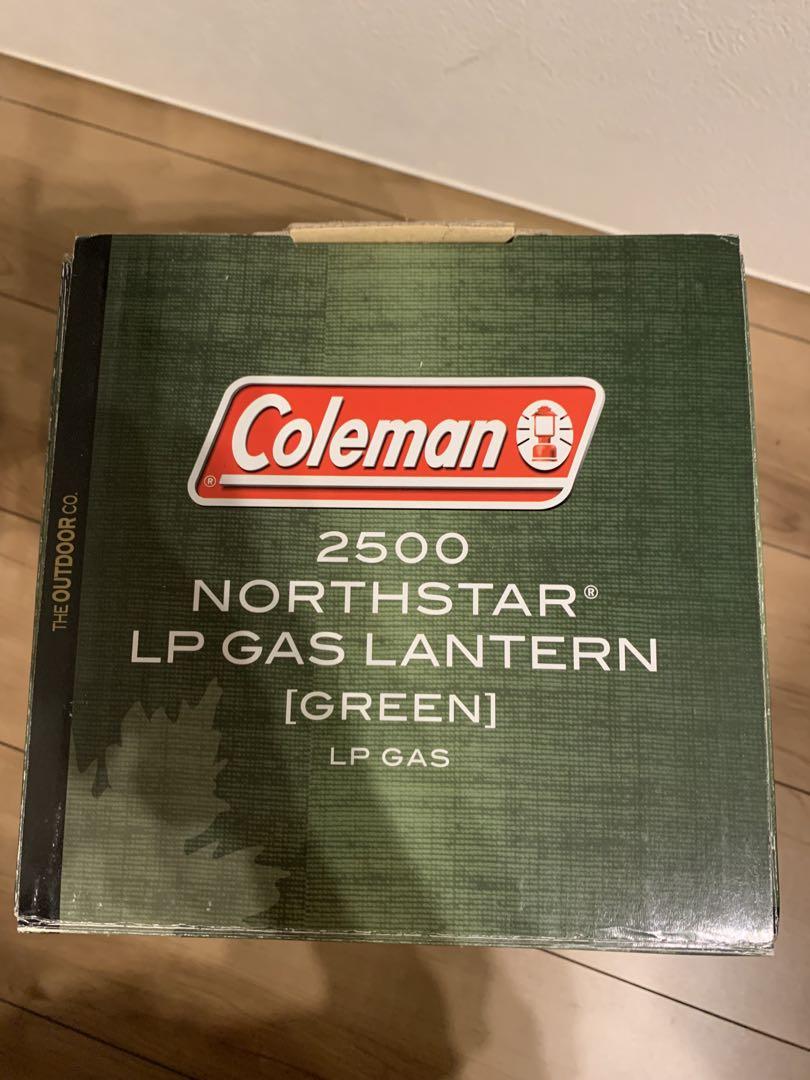 Coleman®
2500
NORTHSTAR®
LP GAS LANTERN
[GREEN]
LP GAS
THE OUTDOOR CO.